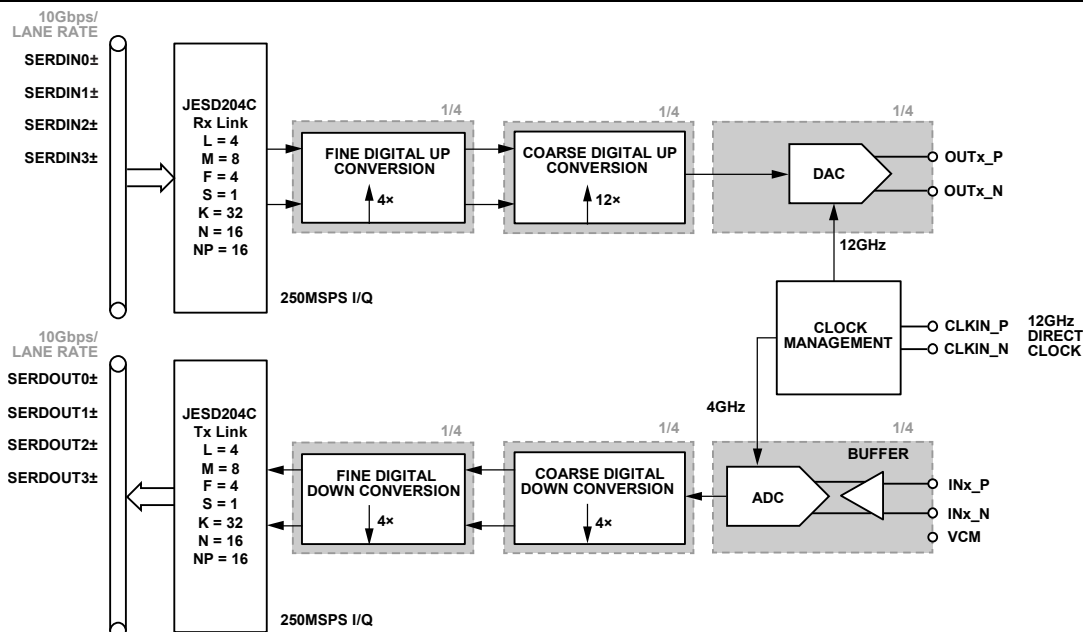 10Gbps/
LANE RATE
SERDIN0±
SERDIN1±
SERDIN2±
SERDIN3±
JESD204C
Rx Link
L = 4
M = 8
F = 4
S = 1
K = 32
N = 16
NP = 16
250MSPS I/Q
1/4
FINE DIGITAL UP
CONVERSION
4×
1/4
COARSE DIGITAL UP
CONVERSION
12×
1/4
DAC
OUTx_P
OUTx_N
12GHz
CLOCK
MANAGEMENT
CLKIN_P
CLKIN_N
12GHz
DIRECT
CLOCK
4GHz
10Gbps/
LANE RATE
SERDOUT0±
SERDOUT1±
SERDOUT2±
SERDOUT3±
JESD204C
Tx Link
L = 4
M = 8
F = 4
S = 1
K = 32
N = 16
NP = 16
250MSPS I/Q
1/4
FINE DIGITAL
DOWN CONVERSION
4×
1/4
COARSE DIGITAL
DOWN CONVERSION
4×
1/4
BUFFER
ADC
INx_P
INx_N
VCM